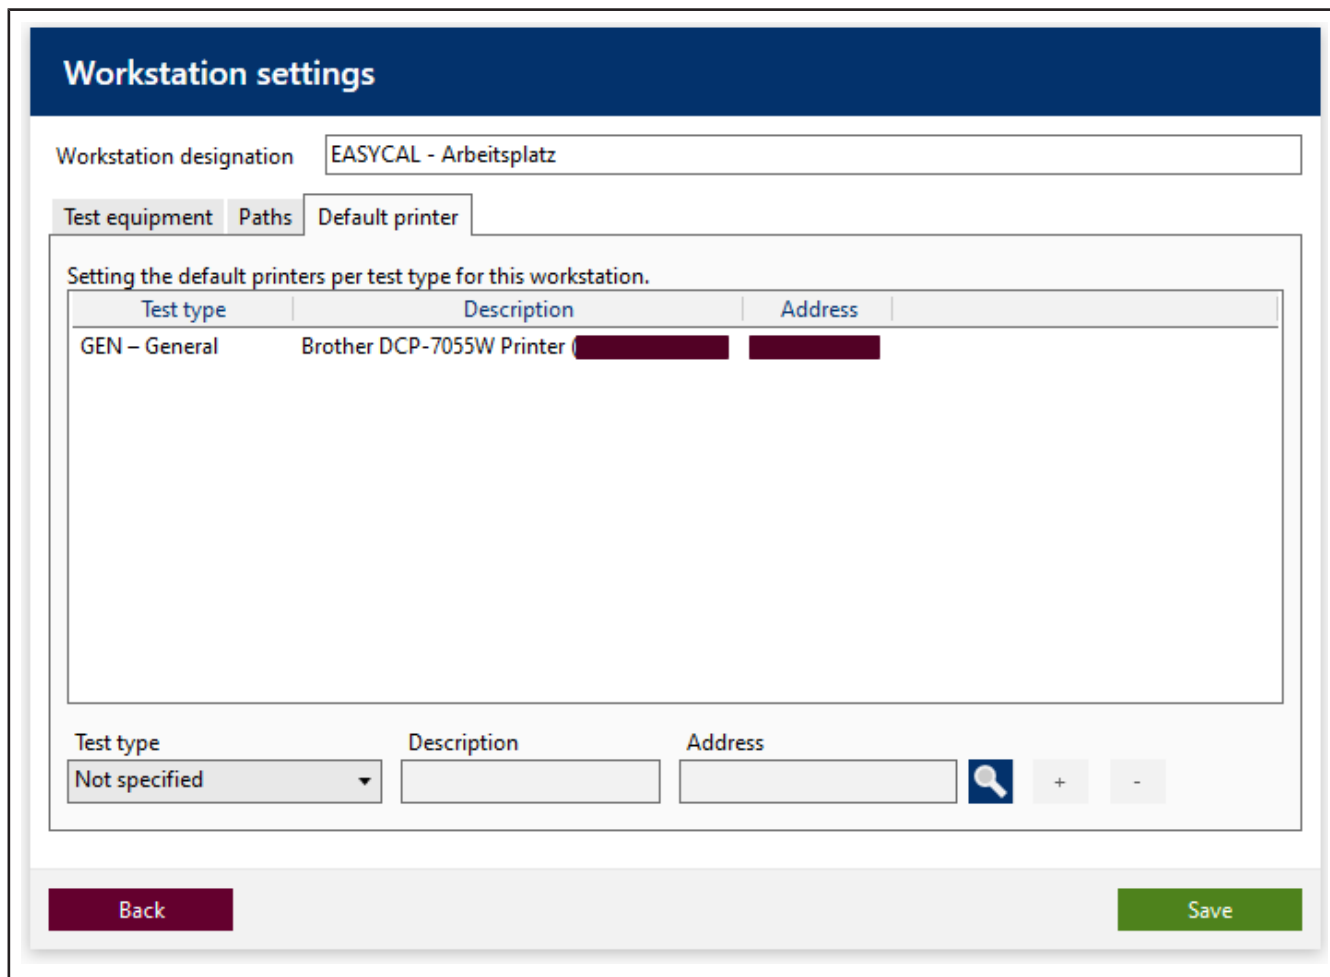 Workstation settings
Workstation designation EASYCAL - Arbeitsplatz
Test equipment Paths Default printer
Setting the default printers per test type for this workstation.
Test type Description Address
GEN – General Brother DCP-7055W Printer (
Test type Description Address
Not specified + -
Back Save